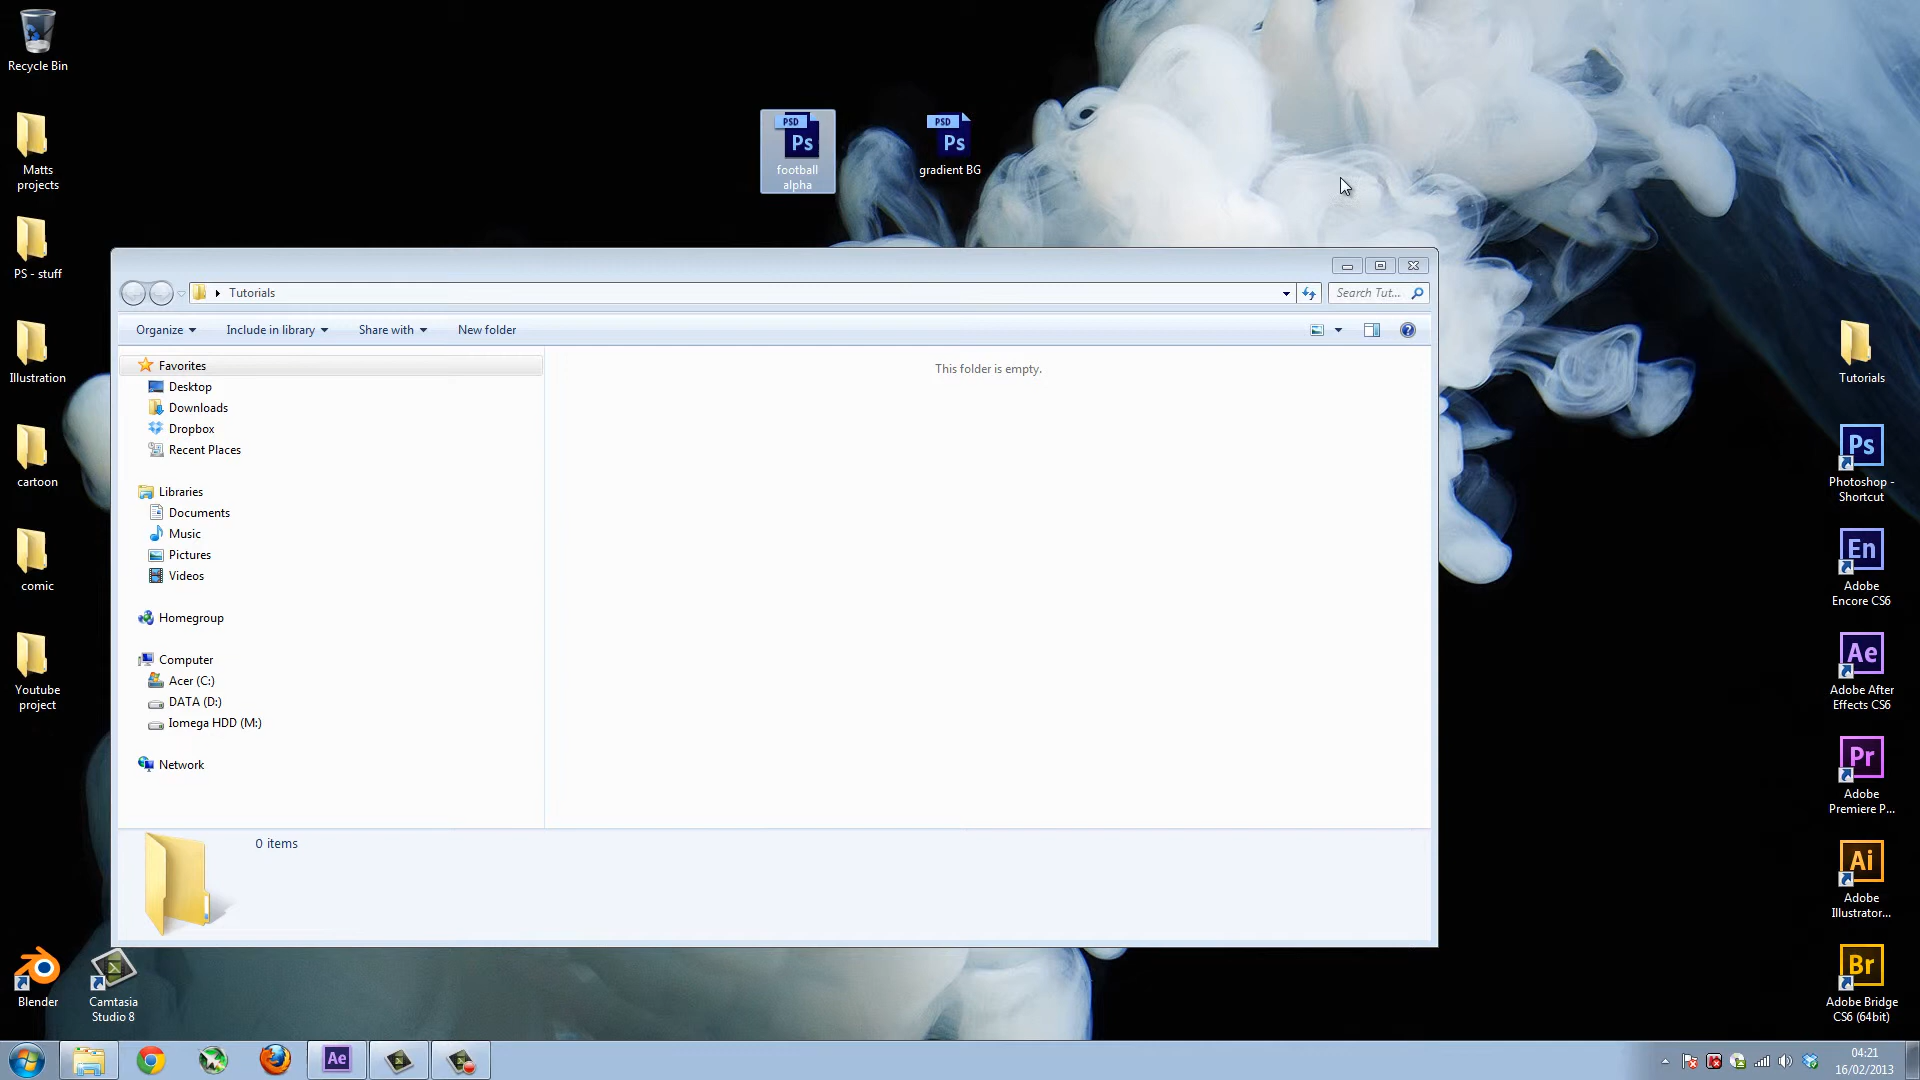 Recycle Bin
Matts
projects
PS - stuff
Illustration
cartoon
comic
Youtube
project
Blender
Camtasia
Studio 8
PSD
Ps
football
alpha
PSD
Ps
gradient BG
Tutorials
Search Tut...
Organize
Include in library
Share with
New folder
This folder is empty.
Favorites
Desktop
Downloads
Dropbox
Recent Places
Libraries
Documents
Music
Pictures
Videos
Homegroup
Computer
Acer (C:)
DATA (D:)
Iomega HDD (M:)
Network
0 items
Tutorials
Ps
Photoshop -
Shortcut
En
Adobe
Encore CS6
Ae
Adobe After
Effects CS6
Pr
Adobe
Premiere P...
Ai
Adobe
Illustrator...
Br
Adobe Bridge
CS6 (64bit)
Ae
04:21
16/02/2013